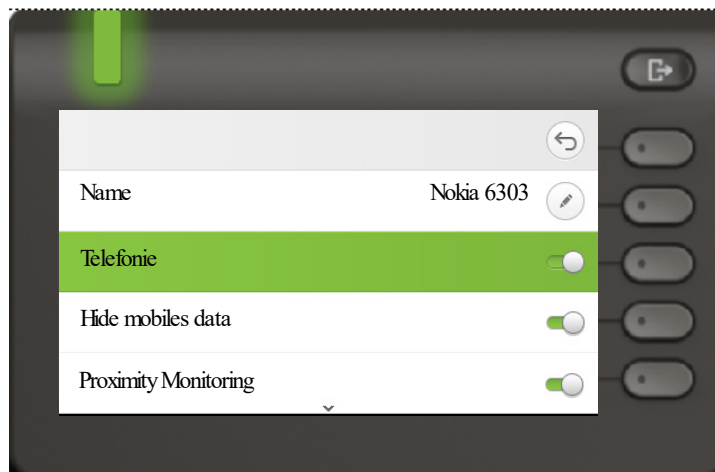 Name Nokia 6303
Telefonie
Hide mobiles data
Proximity Monitoring